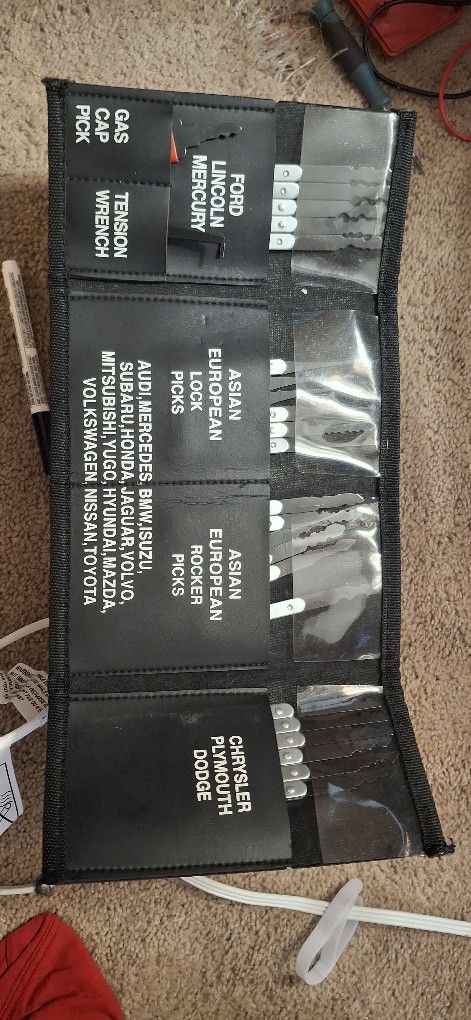 GAS
CAP
PICK
TENSION
WRENCH
FORD
LINCOLN
MERCURY
ASIAN
EUROPEAN
LOCK
PICKS
ASIAN
EUROPEAN
ROCKER
PICKS
AUDI,MERCEDES, BMW,ISUZU,
SUBARU,HONDA,JAGUAR,VOLVO,
MITSUBISHI,YUGO,HYUNDAI,MAZDA,
VOLKSWAGEN,NISSAN,TOYOTA
CHRYSLER
PLYMOUTH
DODGE